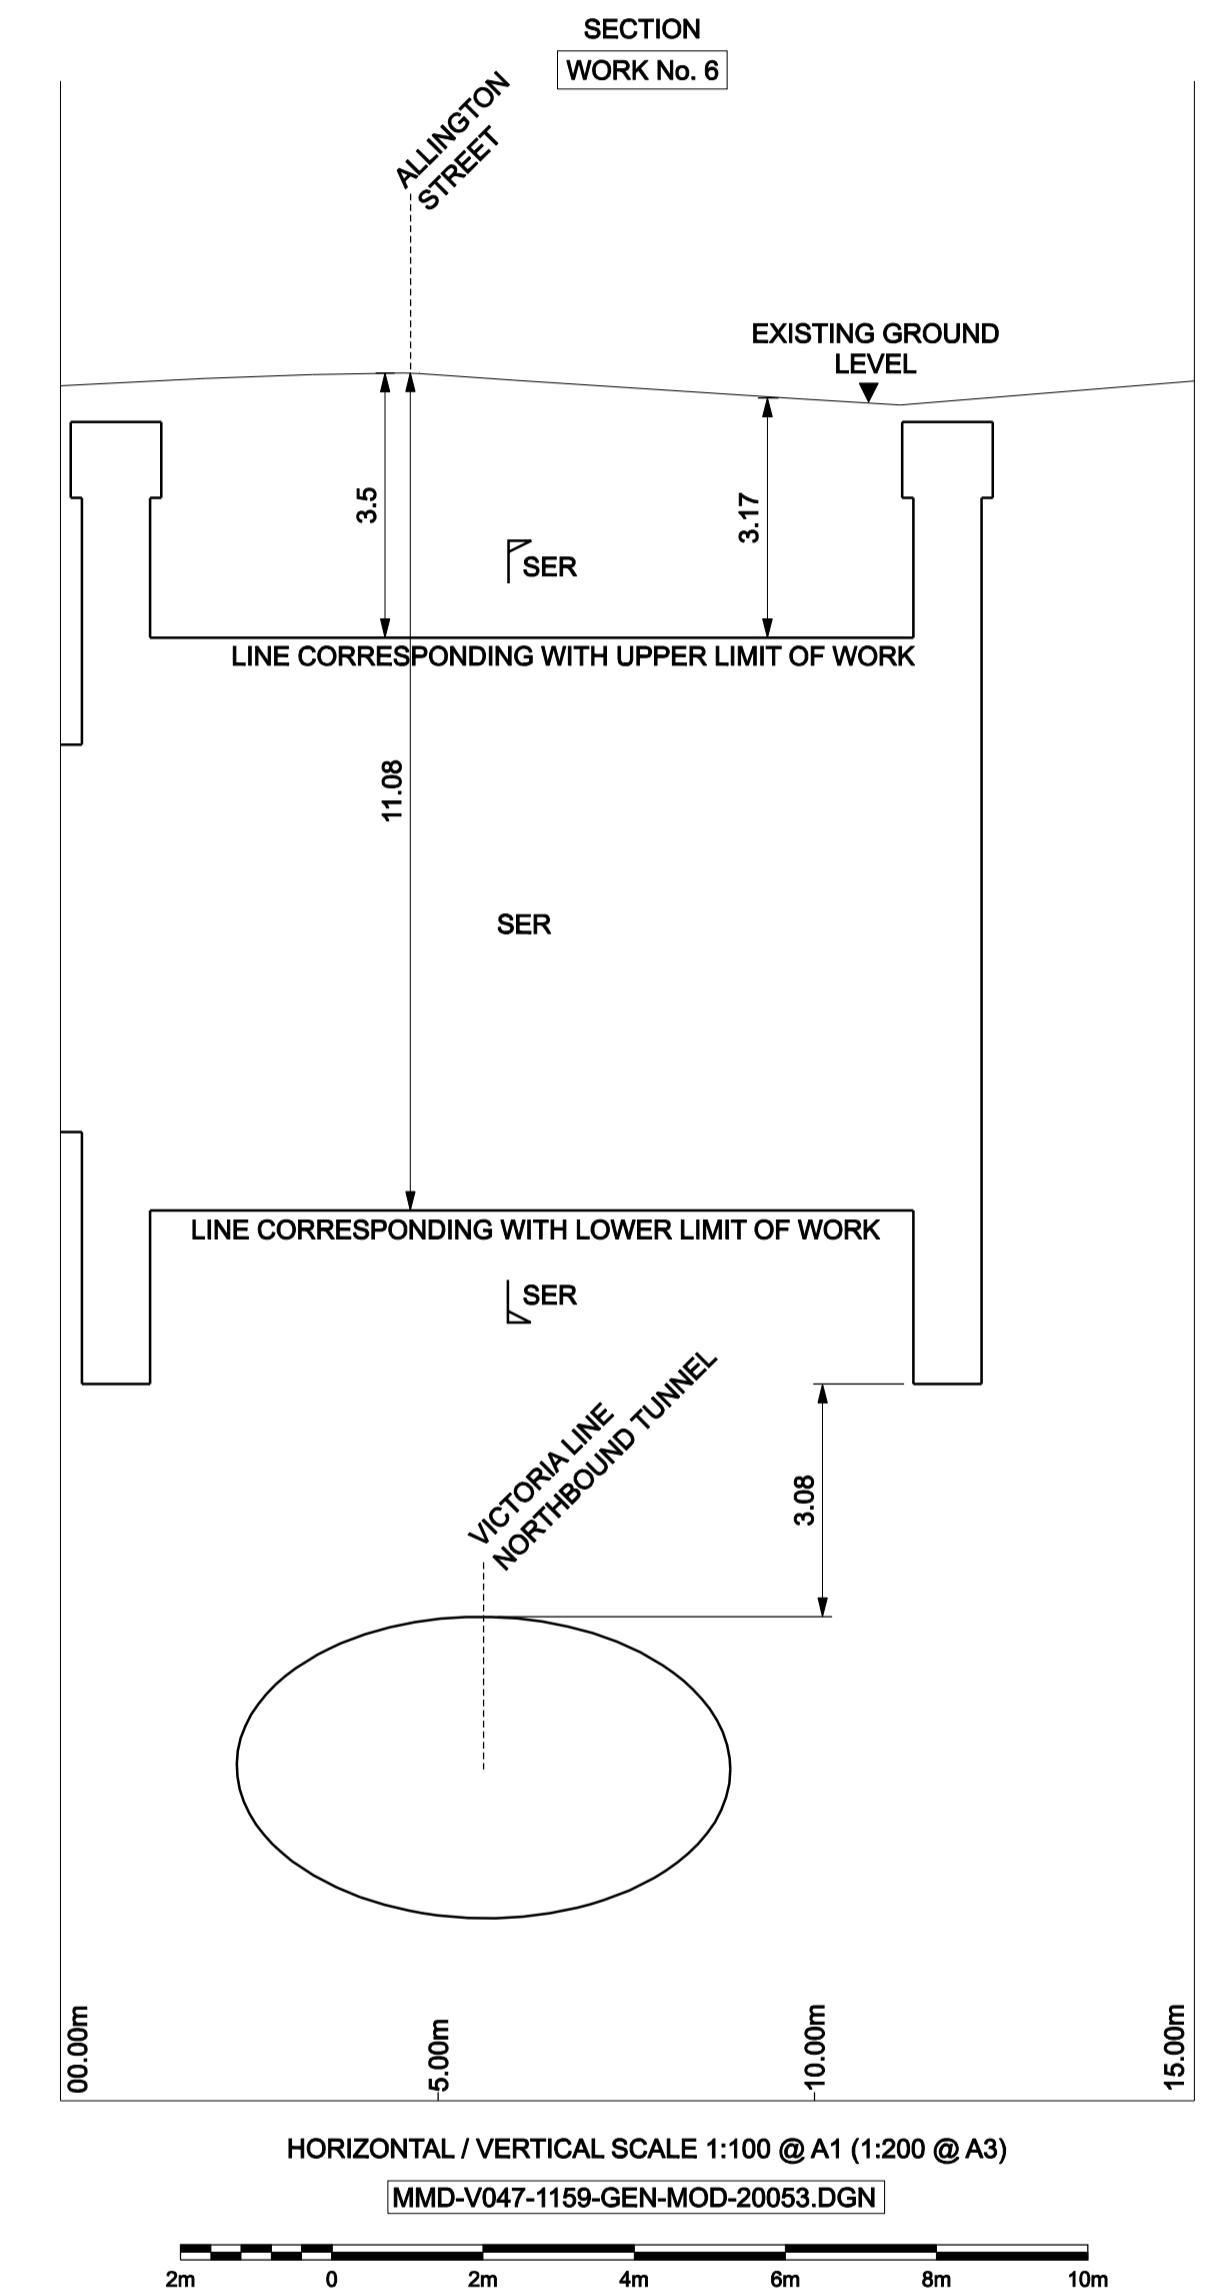 SECTION
WORK No. 6
ALLINGTON
STREET
EXISTING GROUND
LEVEL
3.5
3.17
SER
LINE CORRESPONDING WITH UPPER LIMIT OF WORK
11.08
SER
LINE CORRESPONDING WITH LOWER LIMIT OF WORK
SER
VICTORIA LINE
NORTHBOUND TUNNEL
3.08
00.00m
5.00m
10.00m
15.00m
HORIZONTAL / VERTICAL SCALE 1:100 @ A1 (1:200 @ A3)
MMD-V047-1159-GEN-MOD-20053.DGN
2m 0 2m 4m 6m 8m 10m